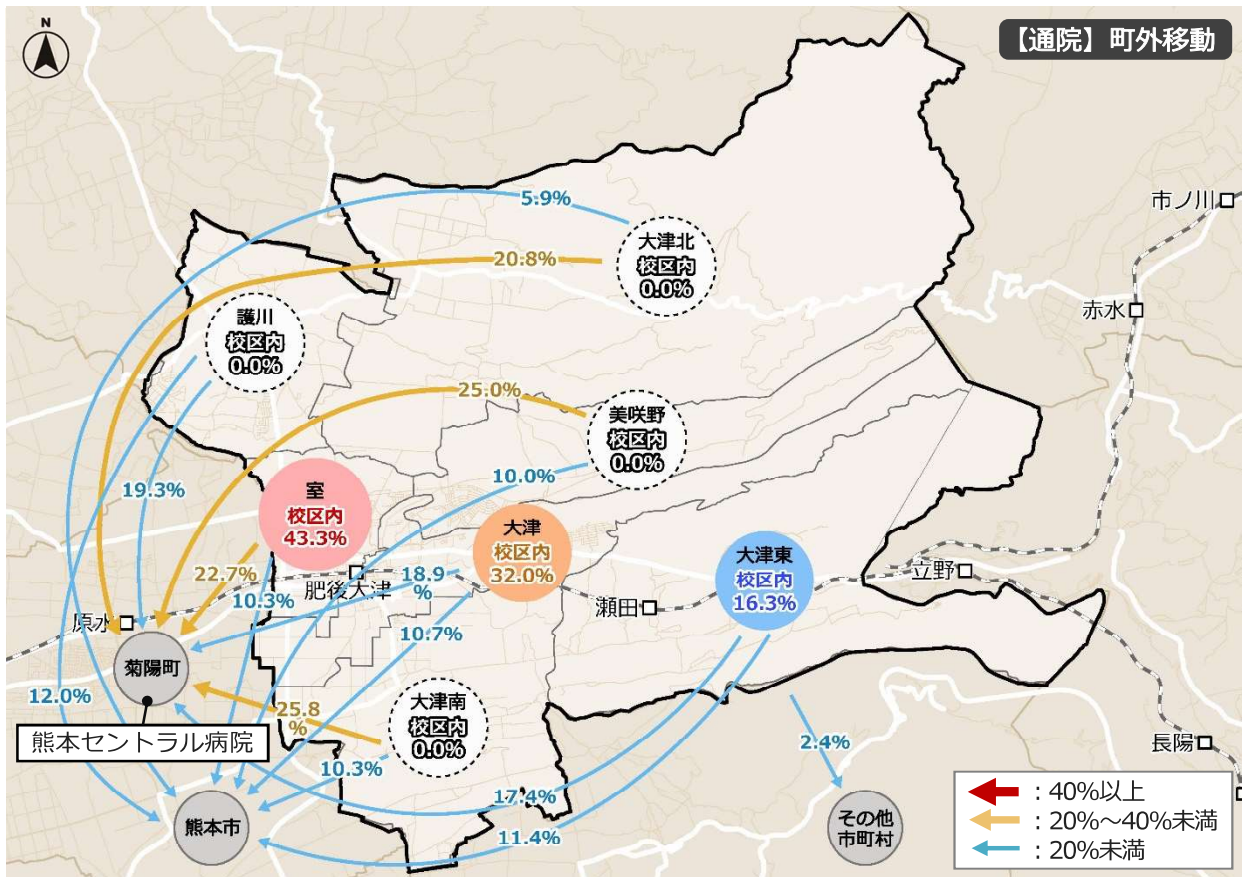 N
【通院】町外移動
5.9%
市ノ川
大津北
校区内
0.0%
20.8%
赤水
護川
校区内
0.0%
25.0%
美咲野
校区内
0.0%
19.3%
10.0%
室
校区内
43.3%
大津
校区内
32.0%
大津東
校区内
16.3%
22.7%
肥後大津
18.9
%
立野
10.3%
瀬田
原水
10.7%
菊陽町
12.0%
大津南
校区内
0.0%
25.8
%
熊本セントラル病院
10.3%
2.4%
長陽
17.4%
11.4%
熊本市
その他
市町村
：40%以上
：20%～40%未満
：20%未満